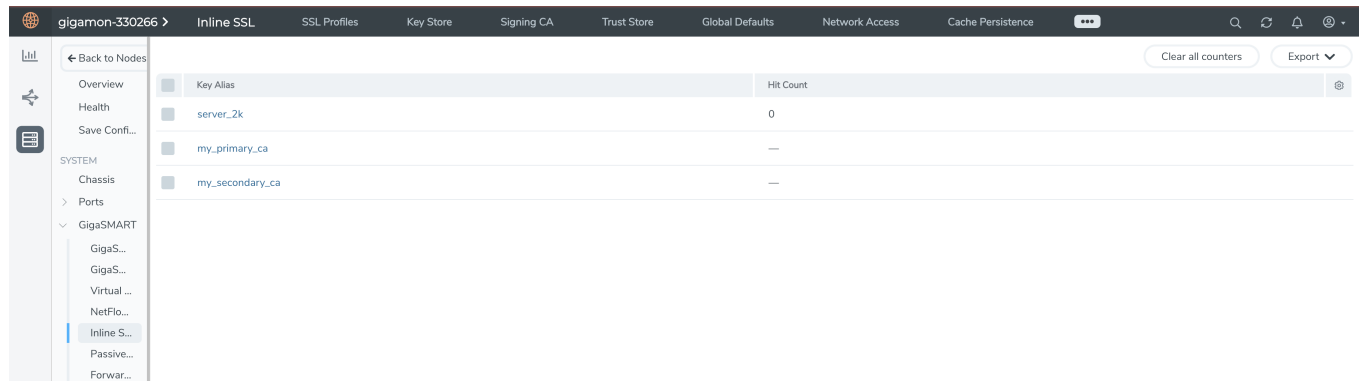 gigamon-330266 > Inline SSL SSL Profiles Key Store Signing CA Trust Store Global Defaults Network Access Cache Persistence
← Back to Nodes
Clear all counters Export
Overview
Health
Save Confi...
SYSTEM
Chassis
Ports
GigaSMART
GigaS...
GigaS...
Virtual ...
NetFlo...
Inline S...
Passive...
Forwar...
Key Alias Hit Count
server_2k 0
my_primary_ca —
my_secondary_ca —